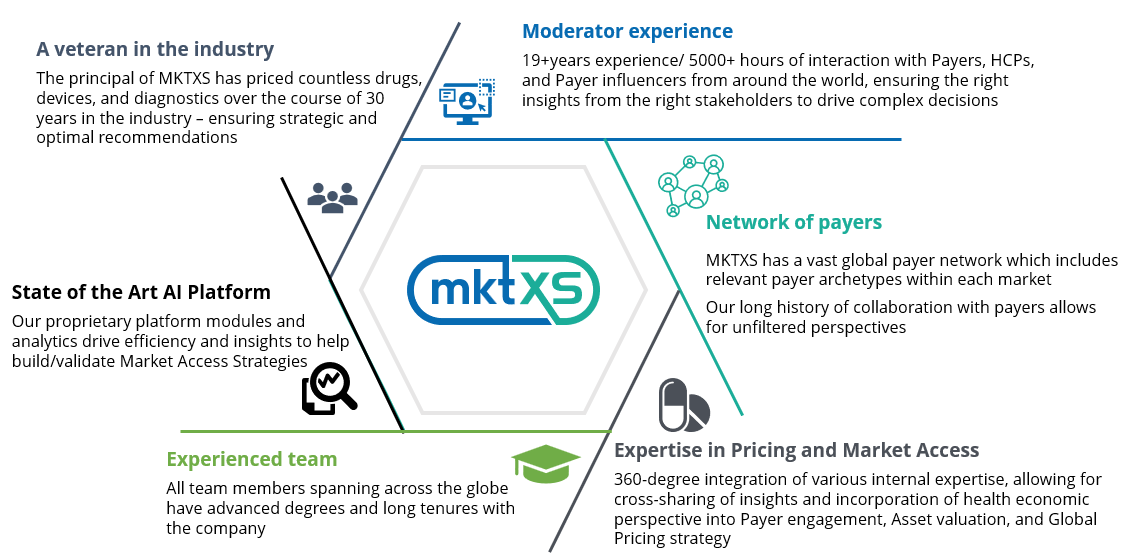 A veteran in the industry
The principal of MKTXS has priced countless drugs,
devices, and diagnostics over the course of 30
years in the industry – ensuring strategic and
optimal recommendations
Moderator experience
19+years experience/ 5000+ hours of interaction with Payers, HCPs,
and Payer influencers from around the world, ensuring the right
insights from the right stakeholders to drive complex decisions
Network of payers
MKTXS has a vast global payer network which includes
relevant payer archetypes within each market
Our long history of collaboration with payers allows
for unfiltered perspectives
mktxs
State of the Art AI Platform
Our proprietary platform modules and
analytics drive efficiency and insights to help
build/validate Market Access Strategies
Experienced team
All team members spanning across the globe
have advanced degrees and long tenures with
the company
Expertise in Pricing and Market Access
360-degree integration of various internal expertise, allowing for
cross-sharing of insights and incorporation of health economic
perspective into Payer engagement, Asset valuation, and Global
Pricing strategy